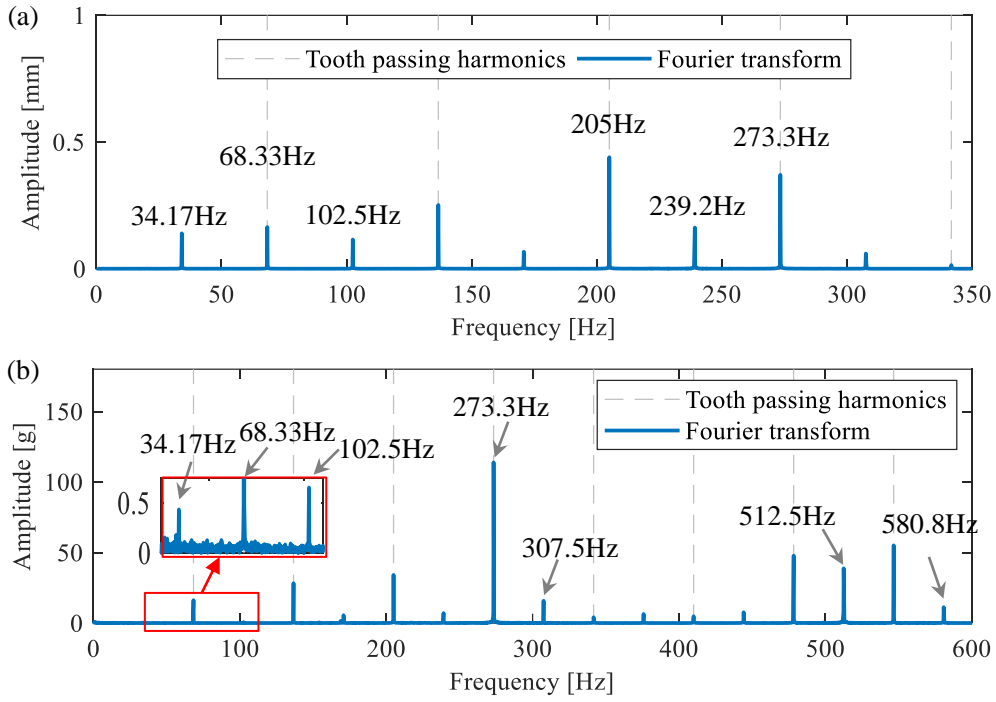 (a)
Amplitude [mm]
1
0.5
0
Tooth passing harmonics
Fourier transform
34.17Hz
68.33Hz
102.5Hz
205Hz
239.2Hz
273.3Hz
0 50 100 150 200 250 300 350
Frequency [Hz]
(b)
Amplitude [g]
150
100
50
0
Tooth passing harmonics
Fourier transform
34.17Hz
68.33Hz
102.5Hz
0.5
0
273.3Hz
307.5Hz
512.5Hz
580.8Hz
0 100 200 300 400 500 600
Frequency [Hz]